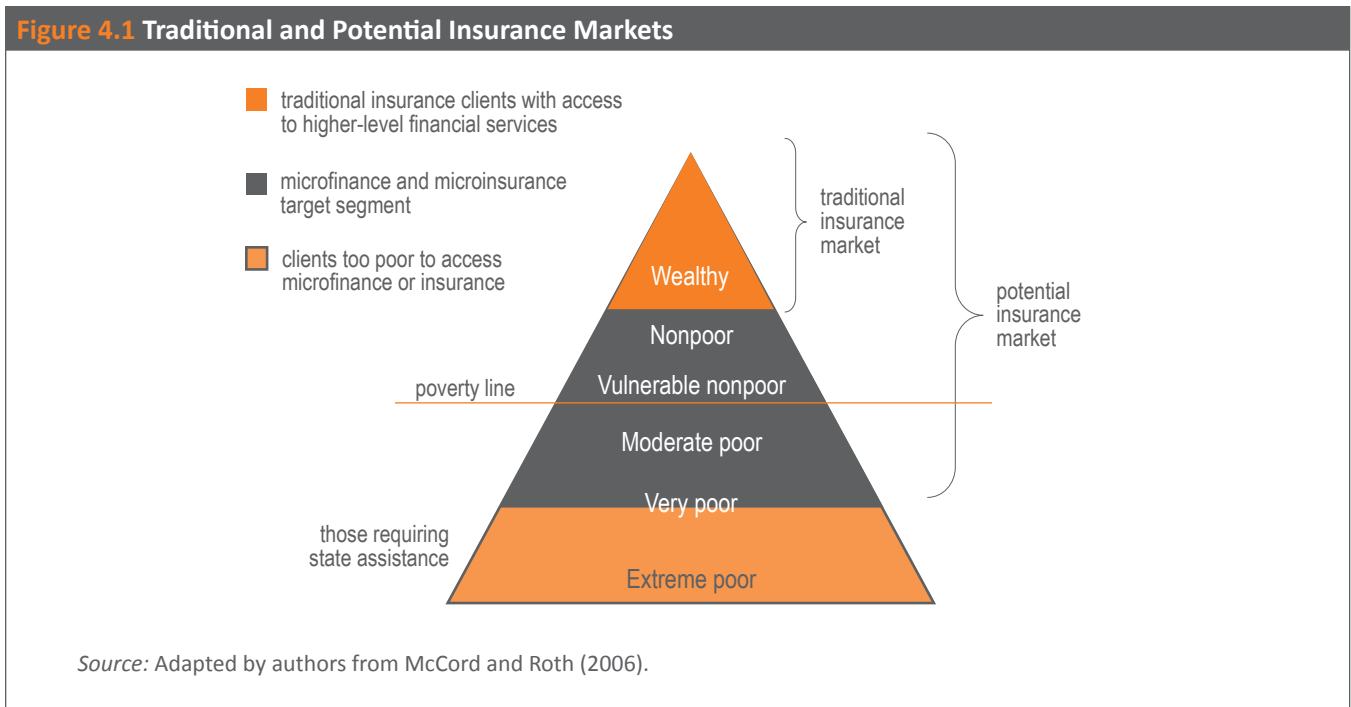 Figure 4.1 Traditional and Potential Insurance Markets
traditional insurance clients with access
to higher-level financial services
microfinance and microinsurance
target segment
clients too poor to access
microfinance or insurance
traditional
insurance
market
potential
insurance
market
Wealthy
Nonpoor
Vulnerable nonpoor
poverty line
Moderate poor
Very poor
those requiring
state assistance
Extreme poor
Source: Adapted by authors from McCord and Roth (2006).